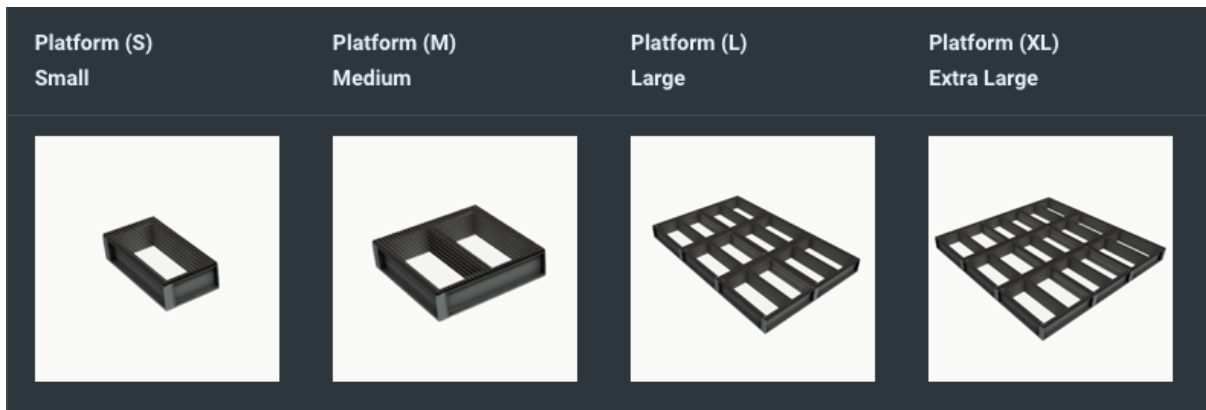 Platform (S)
Small
Platform (M)
Medium
Platform (L)
Large
Platform (XL)
Extra Large